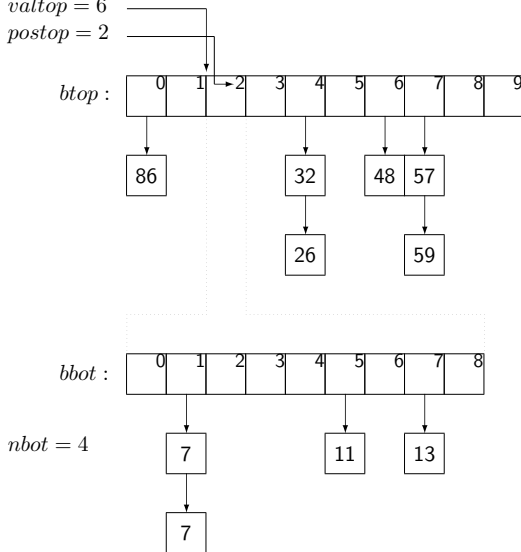 valtop = 6
postop = 2
btop : 0 1 2 3 4 5 6 7 8 9
86 32 48 57
26 59
bbot : 0 1 2 3 4 5 6 7 8
nbot = 4 7 11 13
7